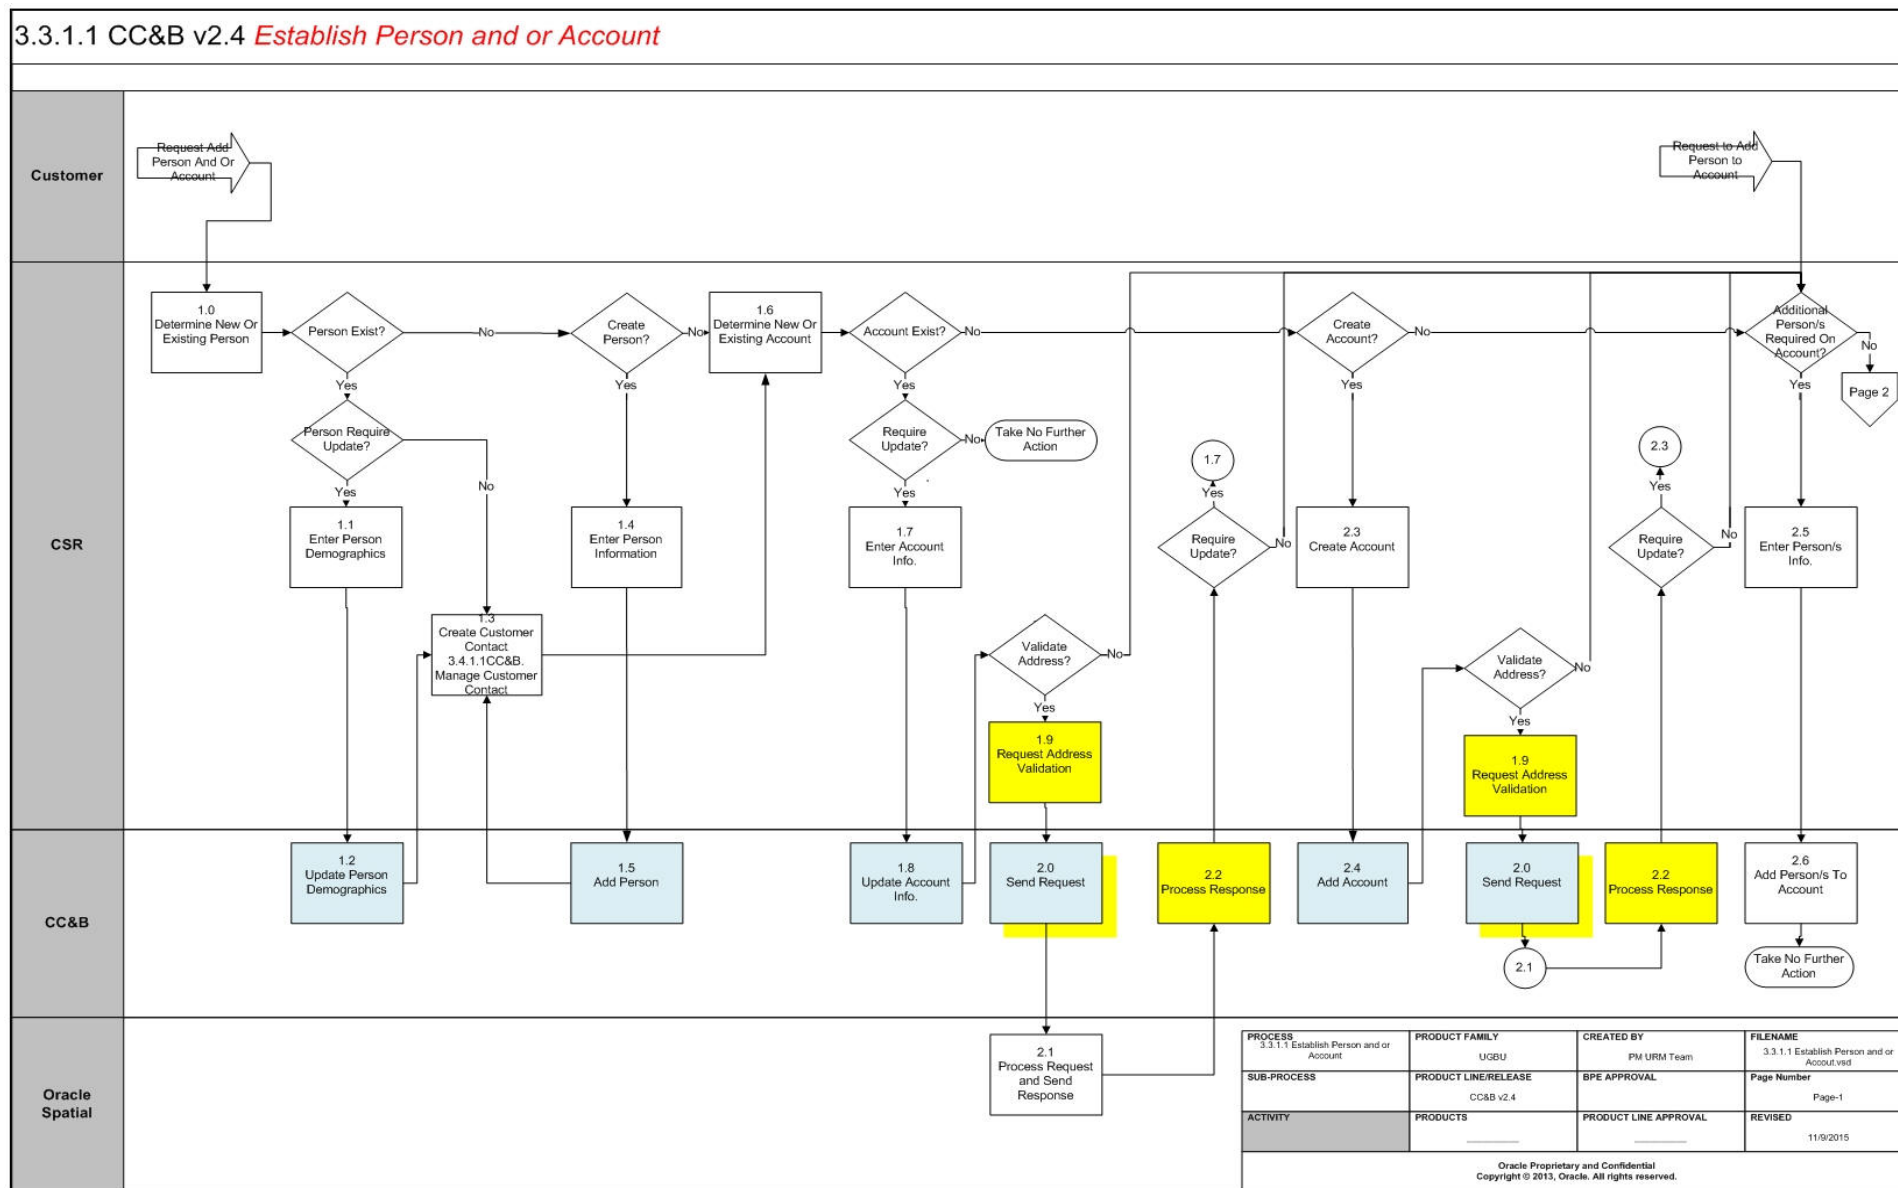 3.3.1.1 CC&B v2.4 Establish Person and or Account
Customer
Request Add
Person And Or
Account
Request to Add
Person to
Account
CSR
1.0
Determine New Or
Existing Person
Person Exist?
No
Yes
Person Require
Update?
No
Yes
1.1
Enter Person
Demographics
1.3
Create Customer
Contact
3.4.1.1CC&B.
Manage Customer
Contact
Create
Person?
No
Yes
1.4
Enter Person
Information
1.6
Determine New Or
Existing Account
Account Exist?
No
Yes
Require
Update?
No
Take No Further
Action
Yes
1.7
Enter Account
Info.
Validate
Address?
No
Yes
1.9
Request Address
Validation
1.7
Yes
Require
Update?
No
Create
Account?
No
Yes
2.3
Create Account
Validate
Address?
No
Yes
1.9
Request Address
Validation
2.3
Yes
Require
Update?
No
Additional
Person/s
Required On
Account?
No
Page 2
Yes
2.5
Enter Person/s
Info.
CC&B
1.2
Update Person
Demographics
1.5
Add Person
1.8
Update Account
Info.
2.0
Send Request
2.2
Process Response
2.4
Add Account
2.0
Send Request
2.1
2.2
Process Response
2.6
Add Person/s To
Account
Take No Further
Action
Oracle
Spatial
2.1
Process Request
and Send
Response
PROCESS
3.3.1.1 Establish Person and or
Account
PRODUCT FAMILY
UGBU
CREATED BY
PM URM Team
FILENAME
3.3.1.1 Establish Person and or
Accout.vsd
SUB-PROCESS
PRODUCT LINE/RELEASE
CC&B v2.4
BPE APPROVAL
Page Number
Page-1
ACTIVITY
PRODUCTS
PRODUCT LINE APPROVAL
REVISED
11/9/2015
Oracle Proprietary and Confidential
Copyright © 2013, Oracle. All rights reserved.